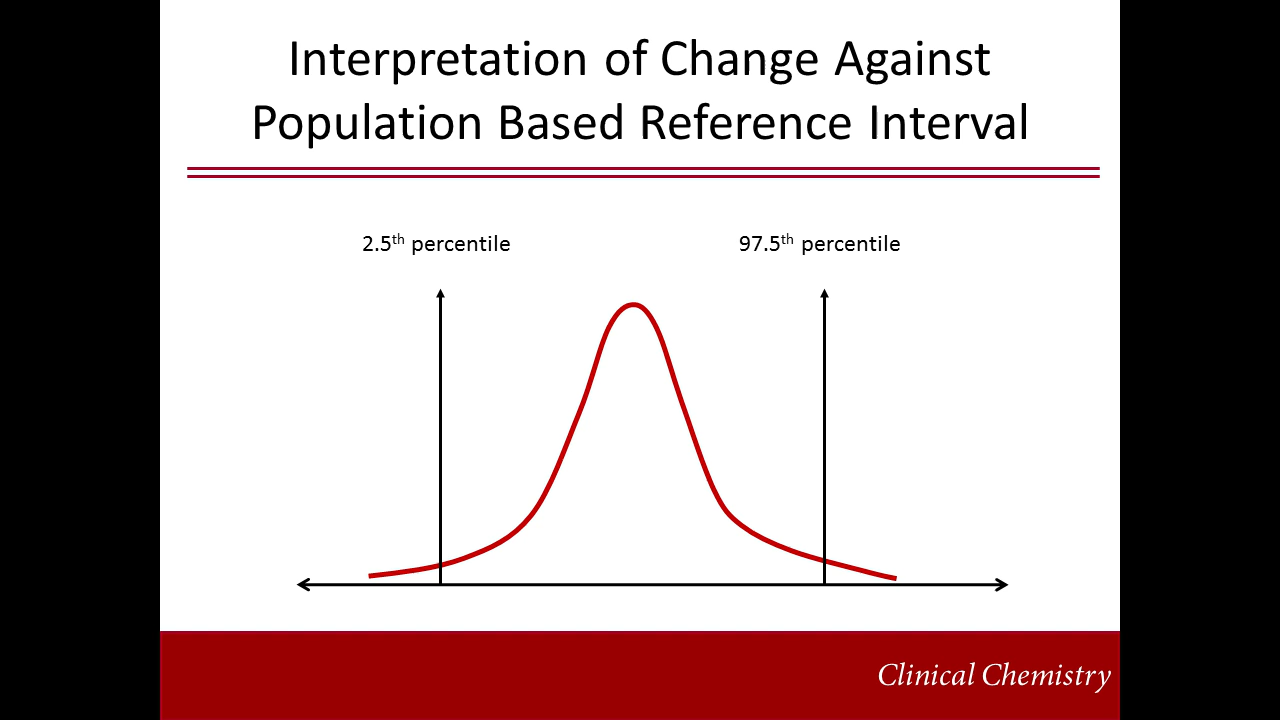 Interpretation of Change Against
Population Based Reference Interval
2.5th percentile
97.5th percentile
Clinical Chemistry